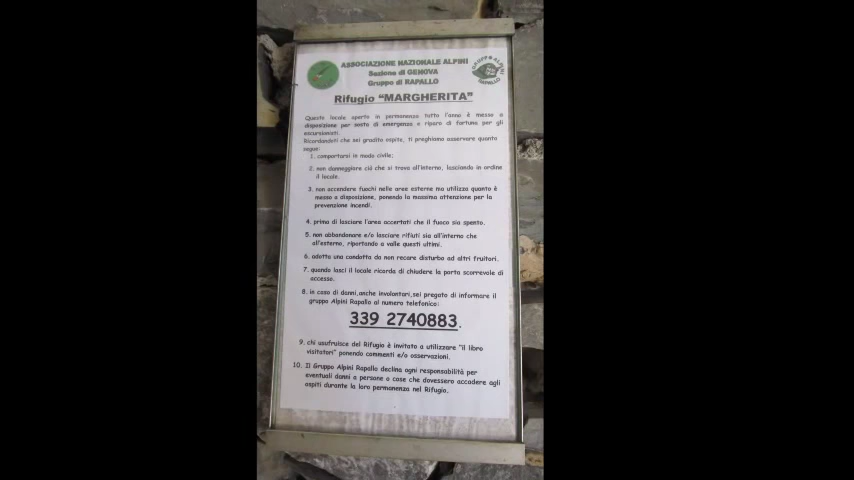 ASSOCIAZIONE NAZIONALE ALPINI
Sezione di GENOVA
Gruppo di RAPALLO
GRUPPO ALPINI
RAPALLO
Rifugio "MARGHERITA"
Questo locale aperto in permanenza tutto l'anno è messo a
disposizione per sosta di emergenza e riparo di fortuna per gli
escursionisti.
Ricordandoti che sei gradito ospite, ti preghiamo osservare quanto
segue:
1. comportarsi in modo civile;
2. non danneggiare ciò che si trova all'interno, lasciando in ordine
il locale.
3. non accendere fuochi nelle aree esterne ma utilizza quanto è
messo a disposizione, ponendo la massima attenzione per la
prevenzione incendi.
4. prima di lasciare l'area accertati che il fuoco sia spento.
5. non abbandonare e/o lasciare rifiuti sia all'interno che
all'esterno, riportando a valle questi ultimi.
6. adotta una condotta da non recare disturbo ad altri fruitori.
7. quando lasci il locale ricorda di chiudere la porta scorrevole di
accesso.
8. in caso di danni,anche involontari,sei pregato di informare il
gruppo Alpini Rapallo al numero telefonico:
339 2740883.
9. chi usufruisce del Rifugio è invitato a utilizzare "il libro
visitatori" ponendo commenti e/o osservazioni.
10. Il Gruppo Alpini Rapallo declina ogni responsabilità per
eventuali danni a persone o cose che dovessero accadere agli
ospiti durante la loro permanenza nel Rifugio.